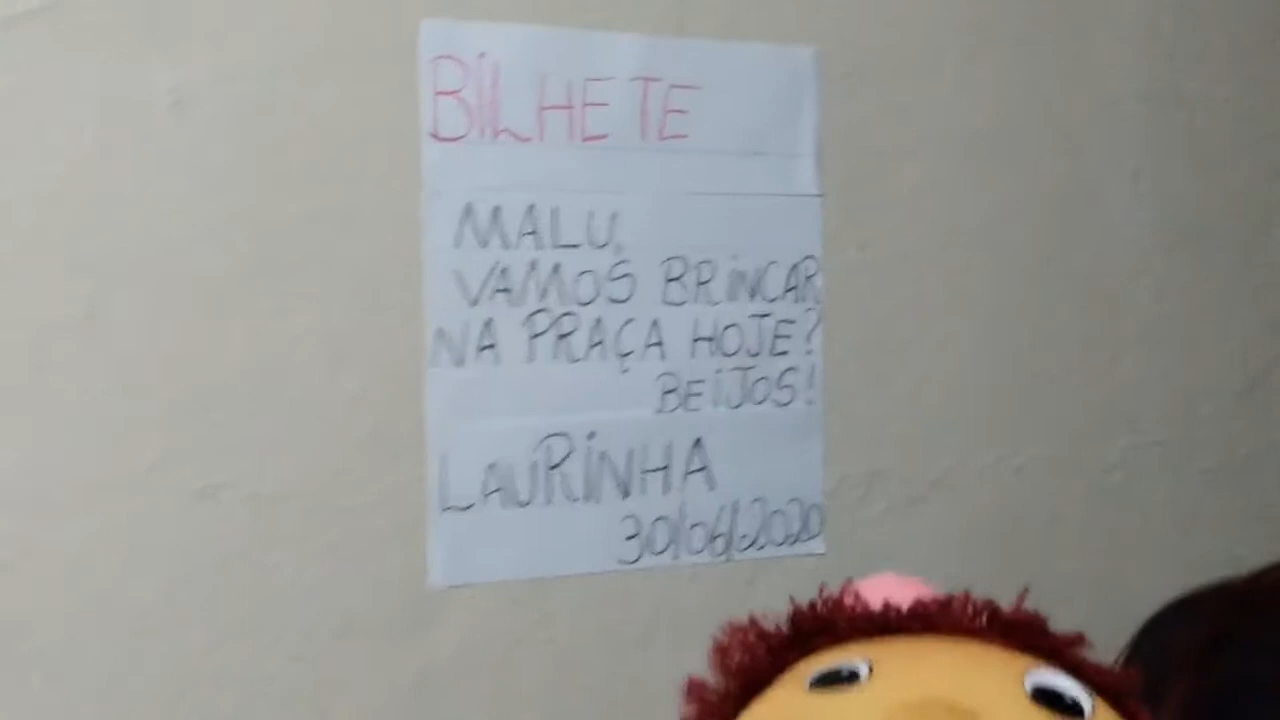 BILHETE
MALU,
VAMOS BRINCAR
NA PRAÇA HOJE?
BEIJOS!
LAURINHA
30/06/2020